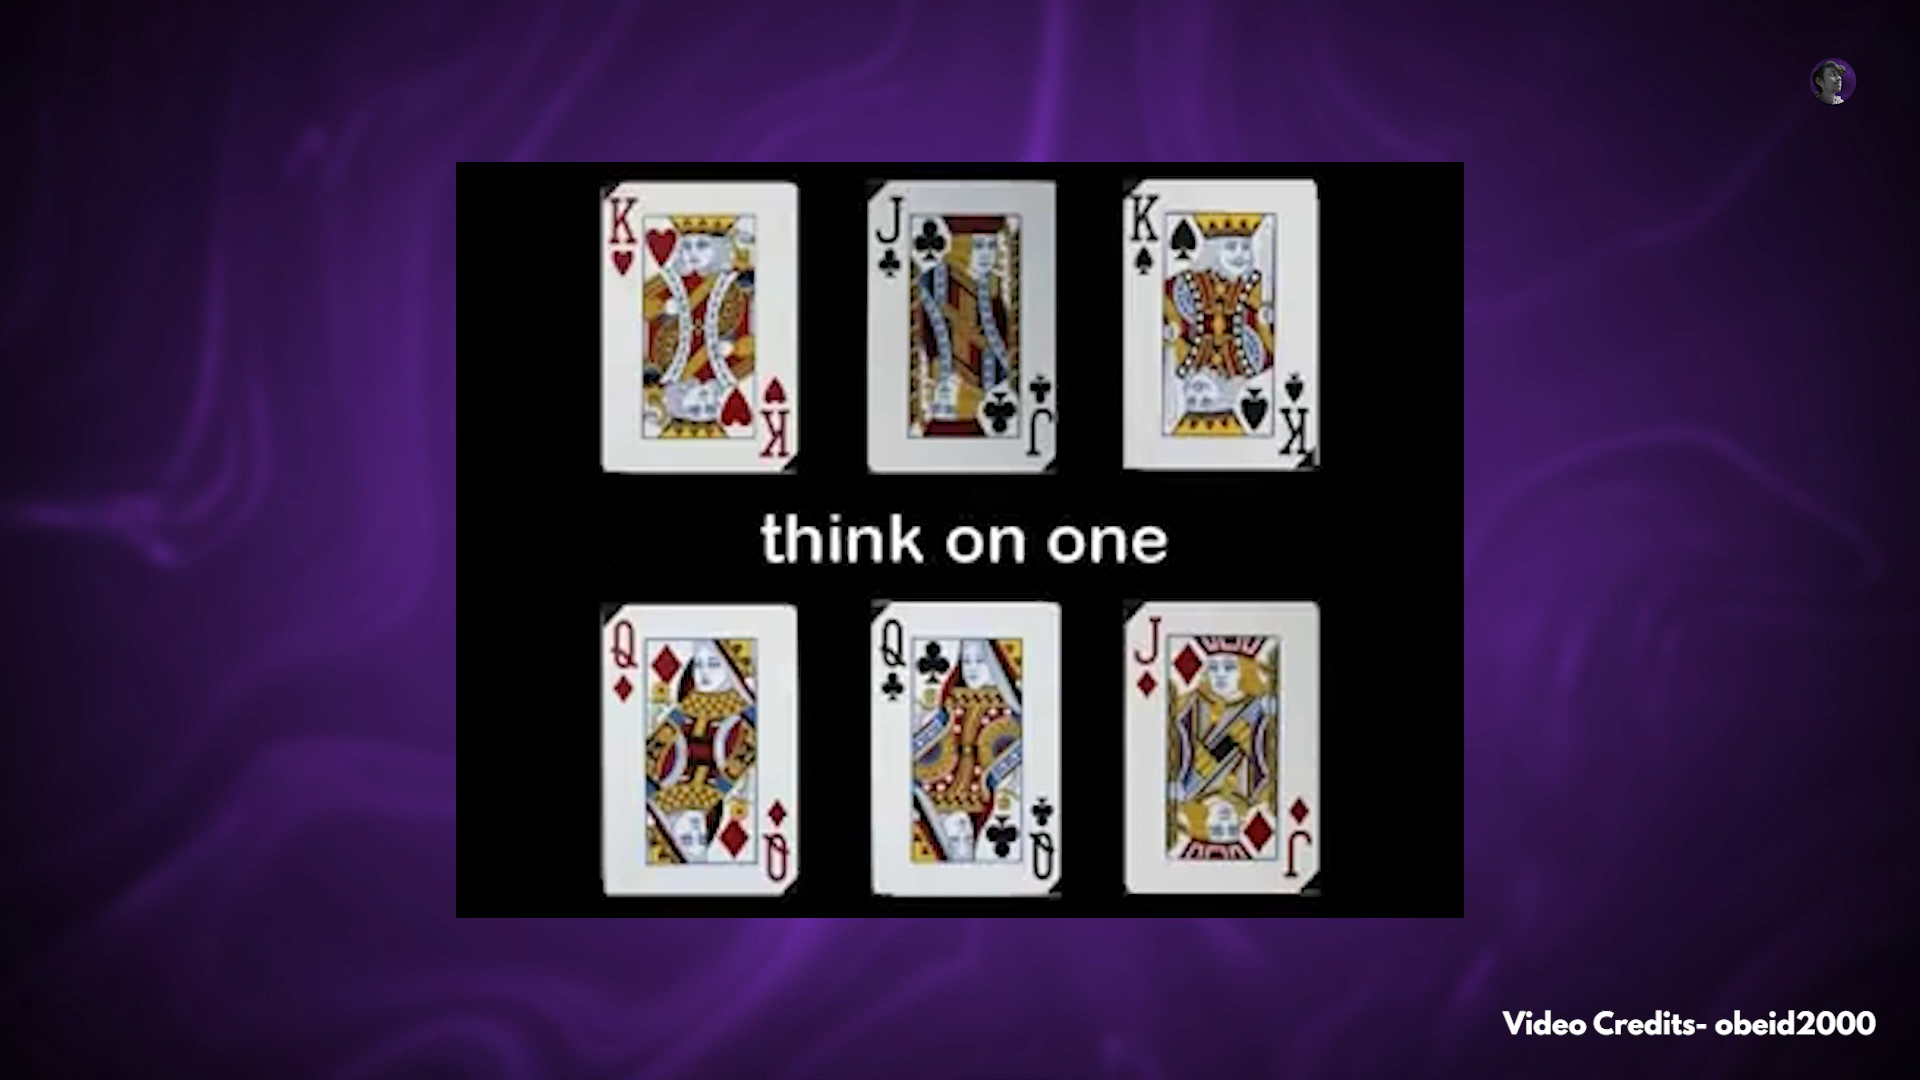 K J K
K J K
think on one
Q Q J
Q Q J
Video Credits- obeid2000